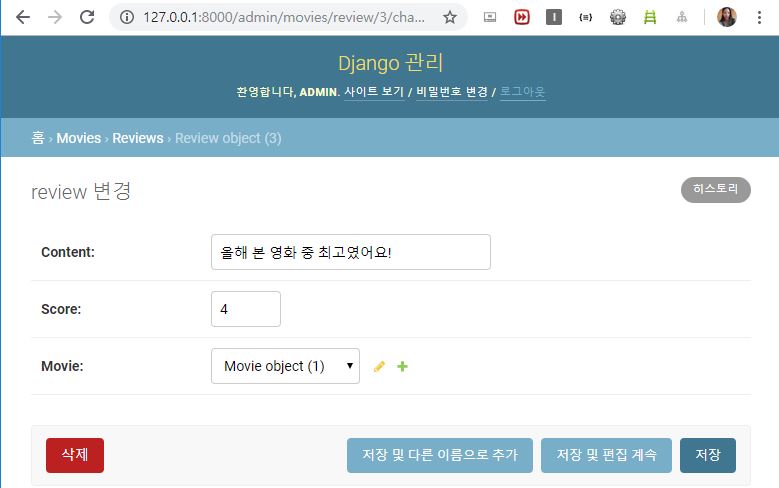 127.0.0.1:8000/admin/movies/review/3/cha...
Django 관리
환영합니다, ADMIN. 사이트 보기 / 비밀번호 변경 / 로그아웃
홈 › Movies › Reviews › Review object (3)
review 변경
히스토리
Content: 올해 본 영화 중 최고였어요!
Score: 4
Movie: Movie object (1)
삭제 저장 및 다른 이름으로 추가 저장 및 편집 계속 저장